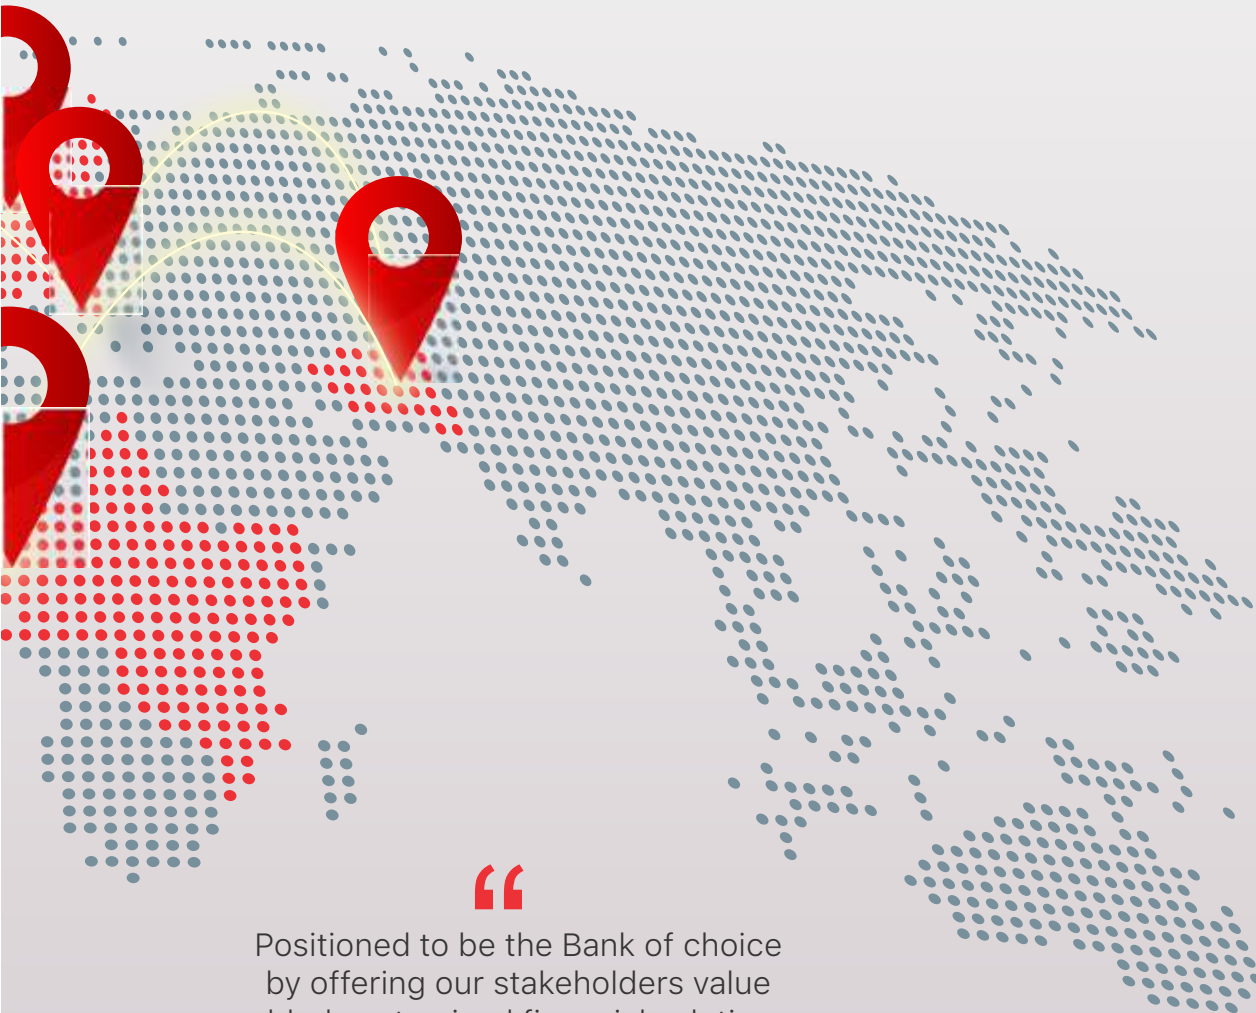 “
Positioned to be the Bank of choice
by offering our stakeholders value